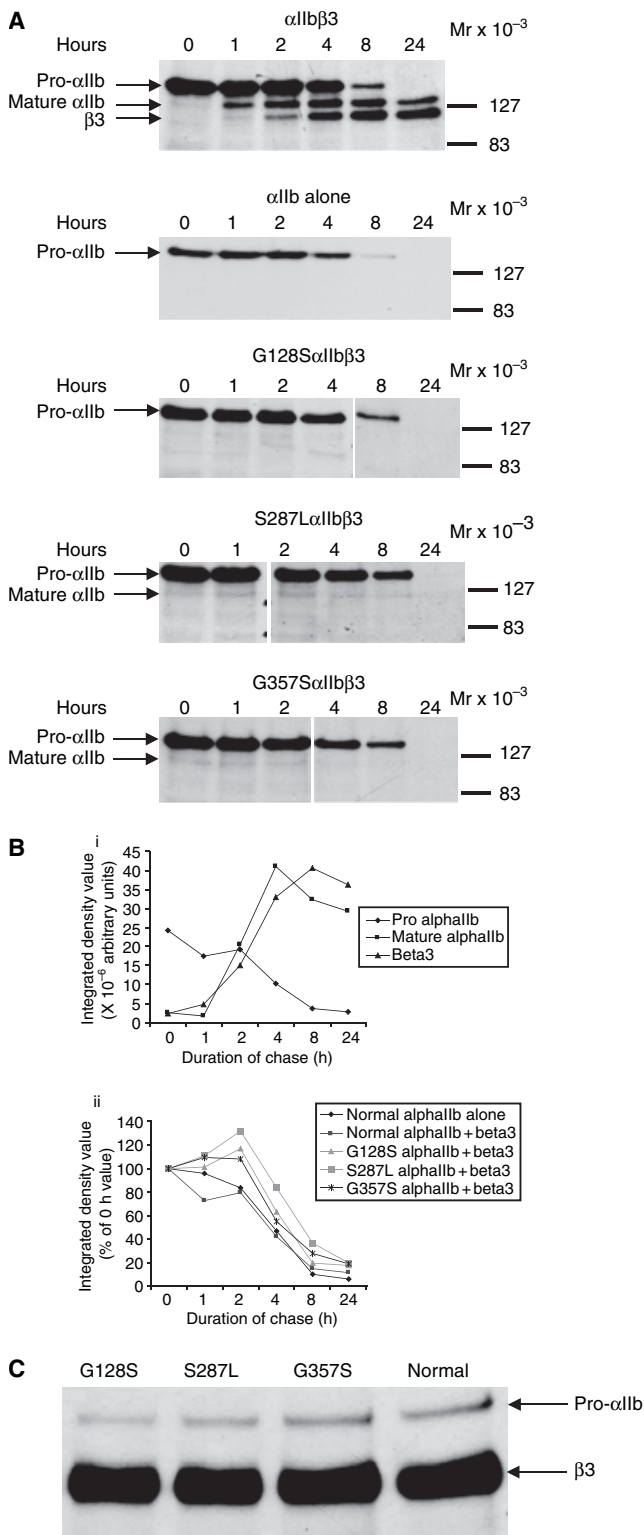 A
αIIbβ3
Hours 0 1 2 4 8 24 Mr x 10⁻³
Pro-αIIb
Mature αIIb
β3
127
83
αIIb alone
Hours 0 1 2 4 8 24 Mr x 10⁻³
Pro-αIIb
127
83
G128SαIIbβ3
Hours 0 1 2 4 8 24 Mr x 10⁻³
Pro-αIIb
127
83
S287LαIIbβ3
Hours 0 1 2 4 8 24 Mr x 10⁻³
Pro-αIIb
Mature αIIb
127
83
G357SαIIbβ3
Hours 0 1 2 4 8 24 Mr x 10⁻³
Pro-αIIb
Mature αIIb
127
83
B
i
Integrated density value
(X 10⁻⁶ arbitrary units)
45
40
35
30
25
20
15
10
5
0
0 1 2 4 8 24
Duration of chase (h)
Pro alphaIIb
Mature alphaIIb
Beta3
ii
Integrated density value
(% of 0 h value)
140
120
100
80
60
40
20
0
0 1 2 4 8 24
Duration of chase (h)
Normal alphaIIb alone
Normal alphaIIb + beta3
G128S alphaIIb + beta3
S287L alphaIIb + beta3
G357S alphaIIb + beta3
C
G128S S287L G357S Normal
Pro-αIIb
β3